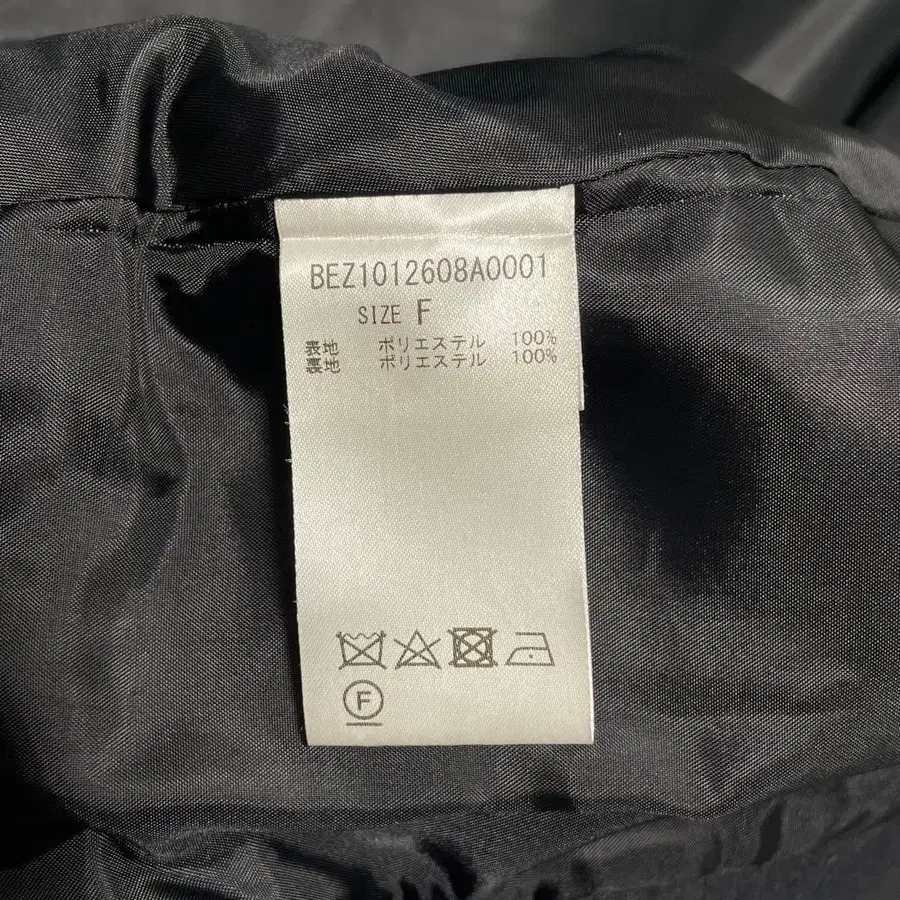 BEZ1012608A0001
SIZE F
表地 ポリエステル 100%
裏地 ポリエステル 100%
F